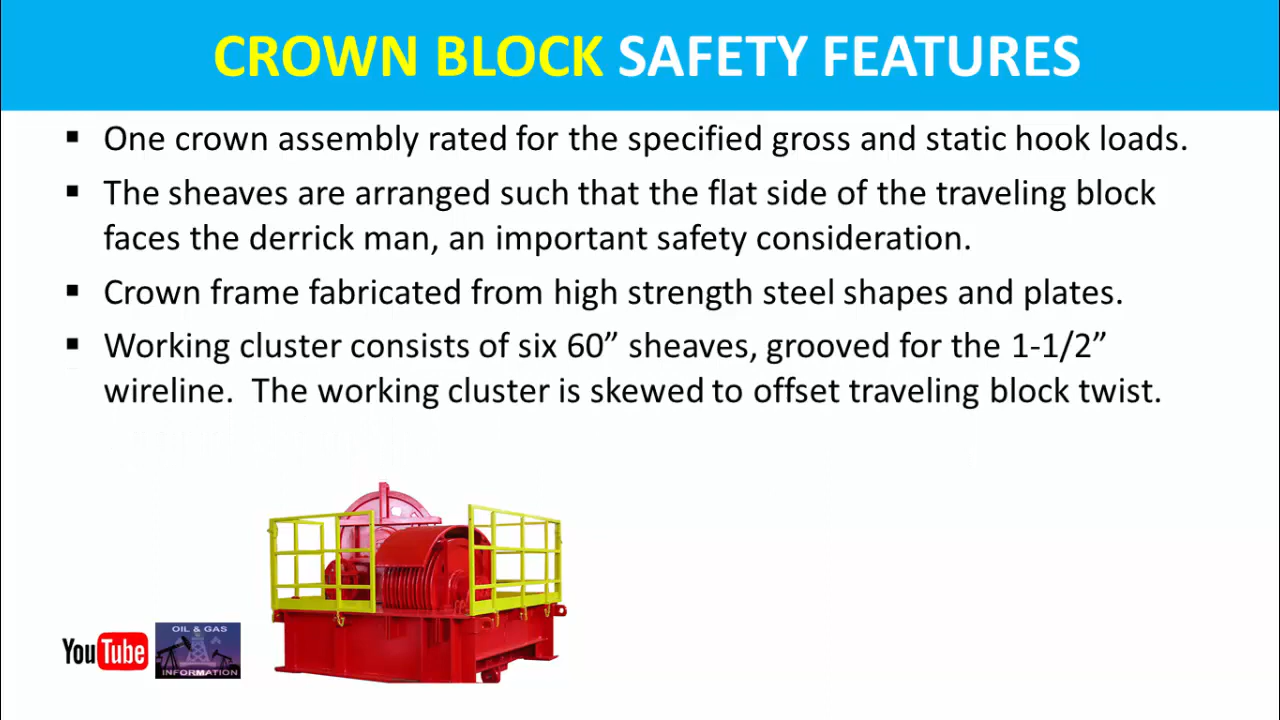 CROWN BLOCK SAFETY FEATURES
▪ One crown assembly rated for the specified gross and static hook loads.
▪ The sheaves are arranged such that the flat side of the traveling block
faces the derrick man, an important safety consideration.
▪ Crown frame fabricated from high strength steel shapes and plates.
▪ Working cluster consists of six 60” sheaves, grooved for the 1-1/2”
wireline.  The working cluster is skewed to offset traveling block twist.
YouTube
OIL & GAS
INFORMATION